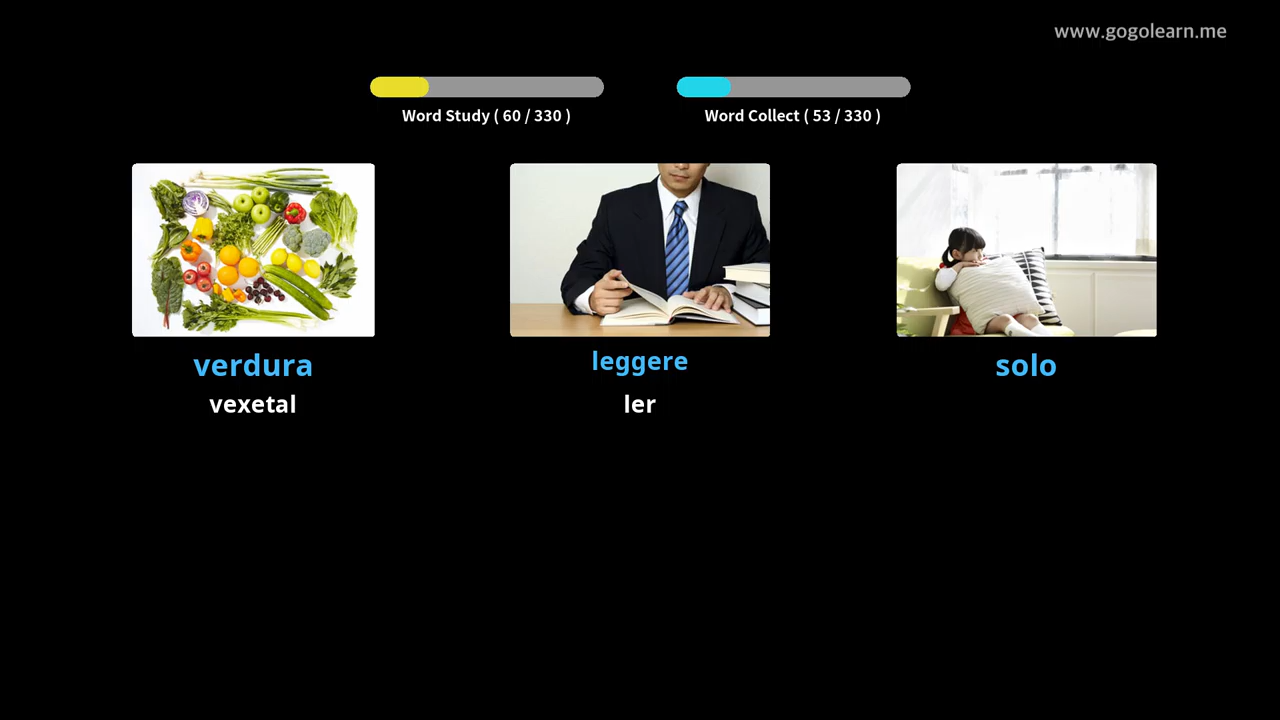 www.gogolearn.me
Word Study ( 60 / 330 )
Word Collect ( 53 / 330 )
verdura
leggere
solo
vexetal
ler